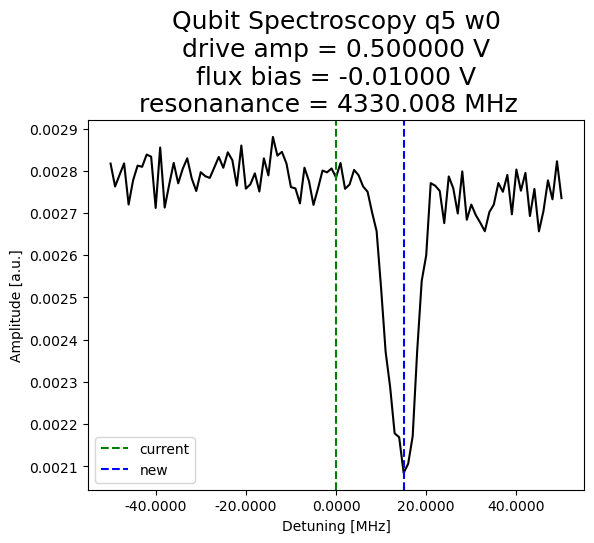 Qubit Spectroscopy q5 w0
drive amp = 0.500000 V
flux bias = -0.01000 V
resonanance = 4330.008 MHz
0.0029
0.0028
0.0027
0.0026
0.0025
0.0024
0.0023
0.0022
0.0021
Amplitude [a.u.]
current
new
-40.0000 -20.0000 0.0000 20.0000 40.0000
Detuning [MHz]